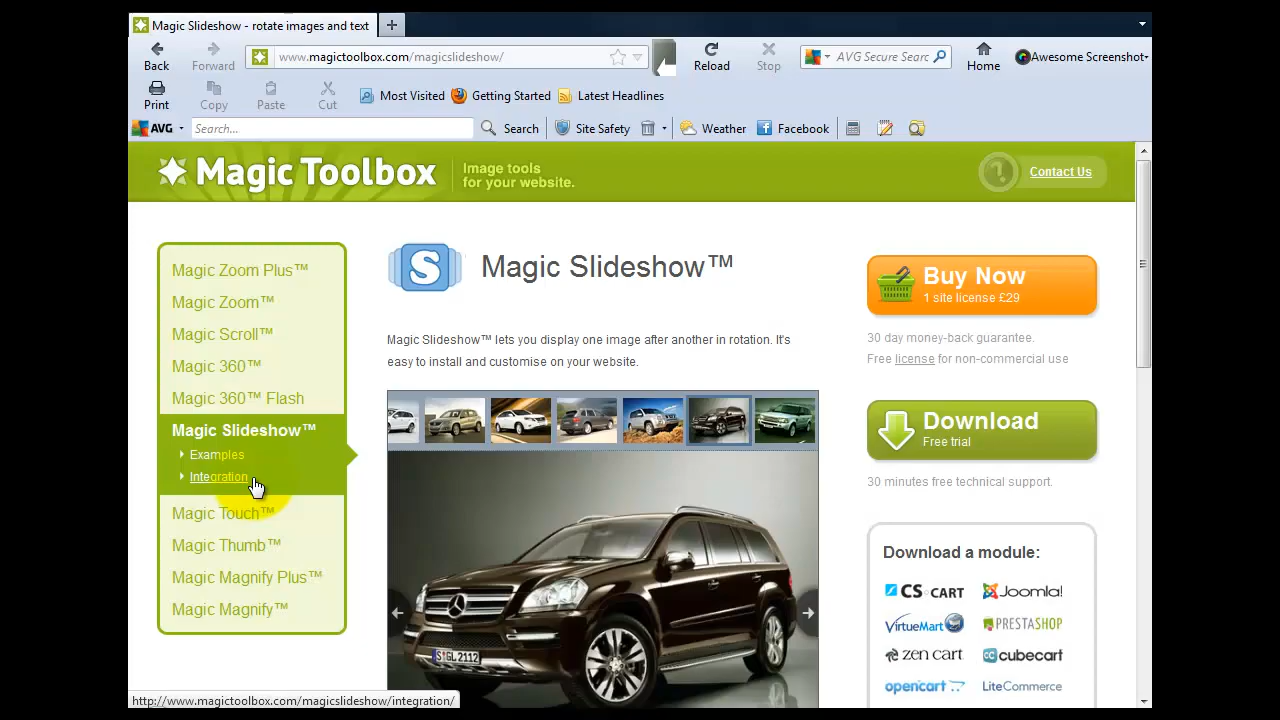 Magic Slideshow - rotate images and text
Back
Forward
www.magictoolbox.com/magicslideshow/
Reload
Stop
AVG Secure Searc
Home
Awesome Screenshot
Print
Copy
Paste
Cut
Most Visited
Getting Started
Latest Headlines
AVG
Search...
Search
Site Safety
Weather
Facebook
Magic Toolbox
Image tools
for your website.
Contact Us
Magic Zoom Plus™
Magic Zoom™
Magic Scroll™
Magic 360™
Magic 360™ Flash
Magic Slideshow™
Examples
Integration
Magic Touch™
Magic Thumb™
Magic Magnify Plus™
Magic Magnify™
S
Magic Slideshow™
Magic Slideshow™ lets you display one image after another in rotation. It's
easy to install and customise on your website.
S GL 2112
Buy Now
1 site license £29
30 day money-back guarantee.
Free license for non-commercial use
Download
Free trial
30 minutes free technical support.
Download a module:
CS-CART
Joomla!
VirtueMart
PRESTASHOP
zen cart
cubecart
opencart
LiteCommerce
http://www.magictoolbox.com/magicslideshow/integration/